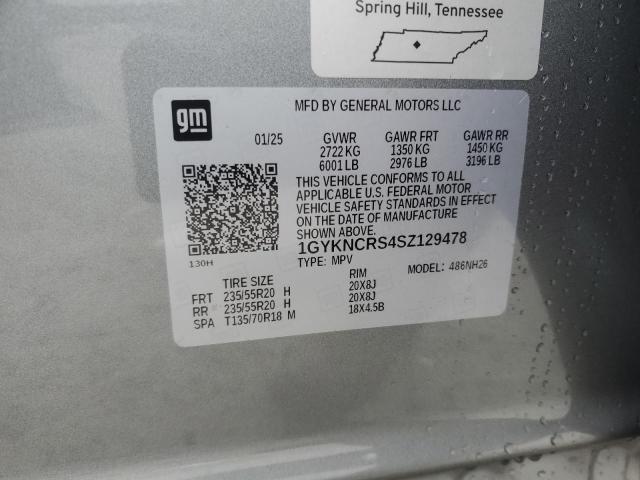 Spring Hill, Tennessee
gm
MFD BY GENERAL MOTORS LLC
01/25 GVWR GAWR FRT GAWR RR
2722 KG 1350 KG 1450 KG
6001 LB 2976 LB 3196 LB
THIS VEHICLE CONFORMS TO ALL
APPLICABLE U.S. FEDERAL MOTOR
VEHICLE SAFETY STANDARDS IN EFFECT
ON THE DATE OF MANUFACTURE
SHOWN ABOVE.
1GYKNCRS4SZ129478
130H
TYPE: MPV MODEL: 486NH26
TIRE SIZE RIM
FRT 235/55R20 H 20X8J
RR 235/55R20 H 20X8J
SPA T135/70R18 M 18X4.5B